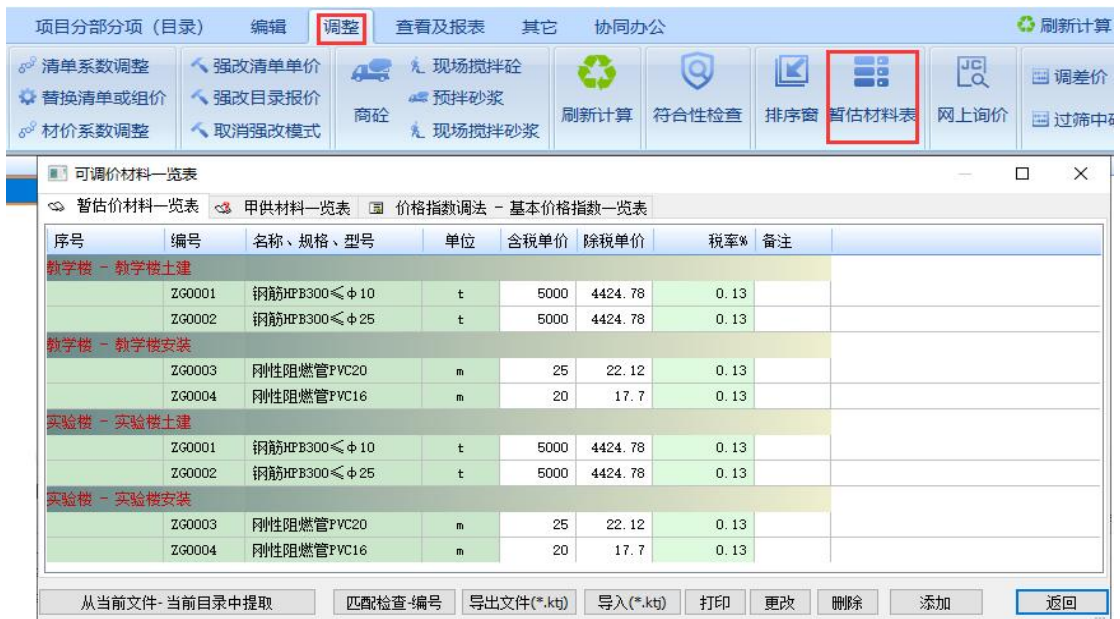 项目分部分项（目录） 编辑 调整 查看及报表 其它 协同办公 刷新计算
清单系数调整 强改清单单价 现场搅拌砼
替换清单或组价 强改目录报价 商砼 预拌砂浆 刷新计算 符合性检查 排序窗 暂估材料表 网上询价 调差价
材价系数调整 取消强改模式 现场搅拌砂浆 过筛中
可调价材料一览表
暂估价材料一览表 甲供材料一览表 价格指数调法 - 基本价格指数一览表
序号 编号 名称、规格、型号 单位 含税单价 除税单价 税率% 备注
教学楼 - 教学楼土建
ZG0001 钢筋HPB300≤φ10 t 5000 4424.78 0.13
ZG0002 钢筋HPB300≤φ25 t 5000 4424.78 0.13
教学楼 - 教学楼安装
ZG0003 刚性阻燃管PVC20 m 25 22.12 0.13
ZG0004 刚性阻燃管PVC16 m 20 17.7 0.13
实验楼 - 实验楼土建
ZG0001 钢筋HPB300≤φ10 t 5000 4424.78 0.13
ZG0002 钢筋HPB300≤φ25 t 5000 4424.78 0.13
实验楼 - 实验楼安装
ZG0003 刚性阻燃管PVC20 m 25 22.12 0.13
ZG0004 刚性阻燃管PVC16 m 20 17.7 0.13
从当前文件-当前目录中提取 匹配检查-编号 导出文件(*.ktj) 导入(*.ktj) 打印 更改 删除 添加 返回